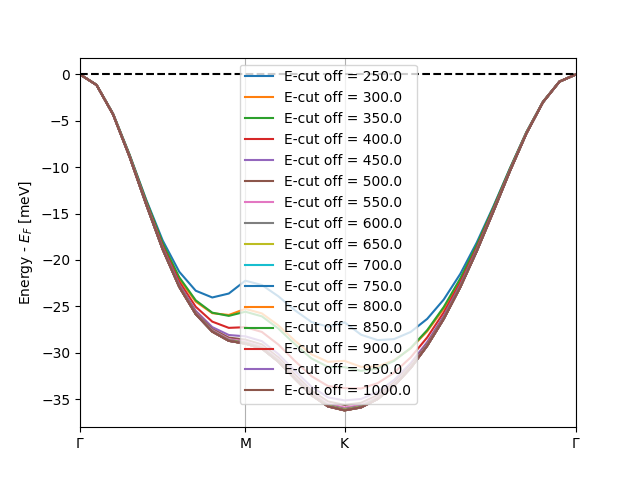 Energy - E_F [meV]
0
−5
−10
−15
−20
−25
−30
−35
E-cut off = 250.0
E-cut off = 300.0
E-cut off = 350.0
E-cut off = 400.0
E-cut off = 450.0
E-cut off = 500.0
E-cut off = 550.0
E-cut off = 600.0
E-cut off = 650.0
E-cut off = 700.0
E-cut off = 750.0
E-cut off = 800.0
E-cut off = 850.0
E-cut off = 900.0
E-cut off = 950.0
E-cut off = 1000.0
Γ M K Γ